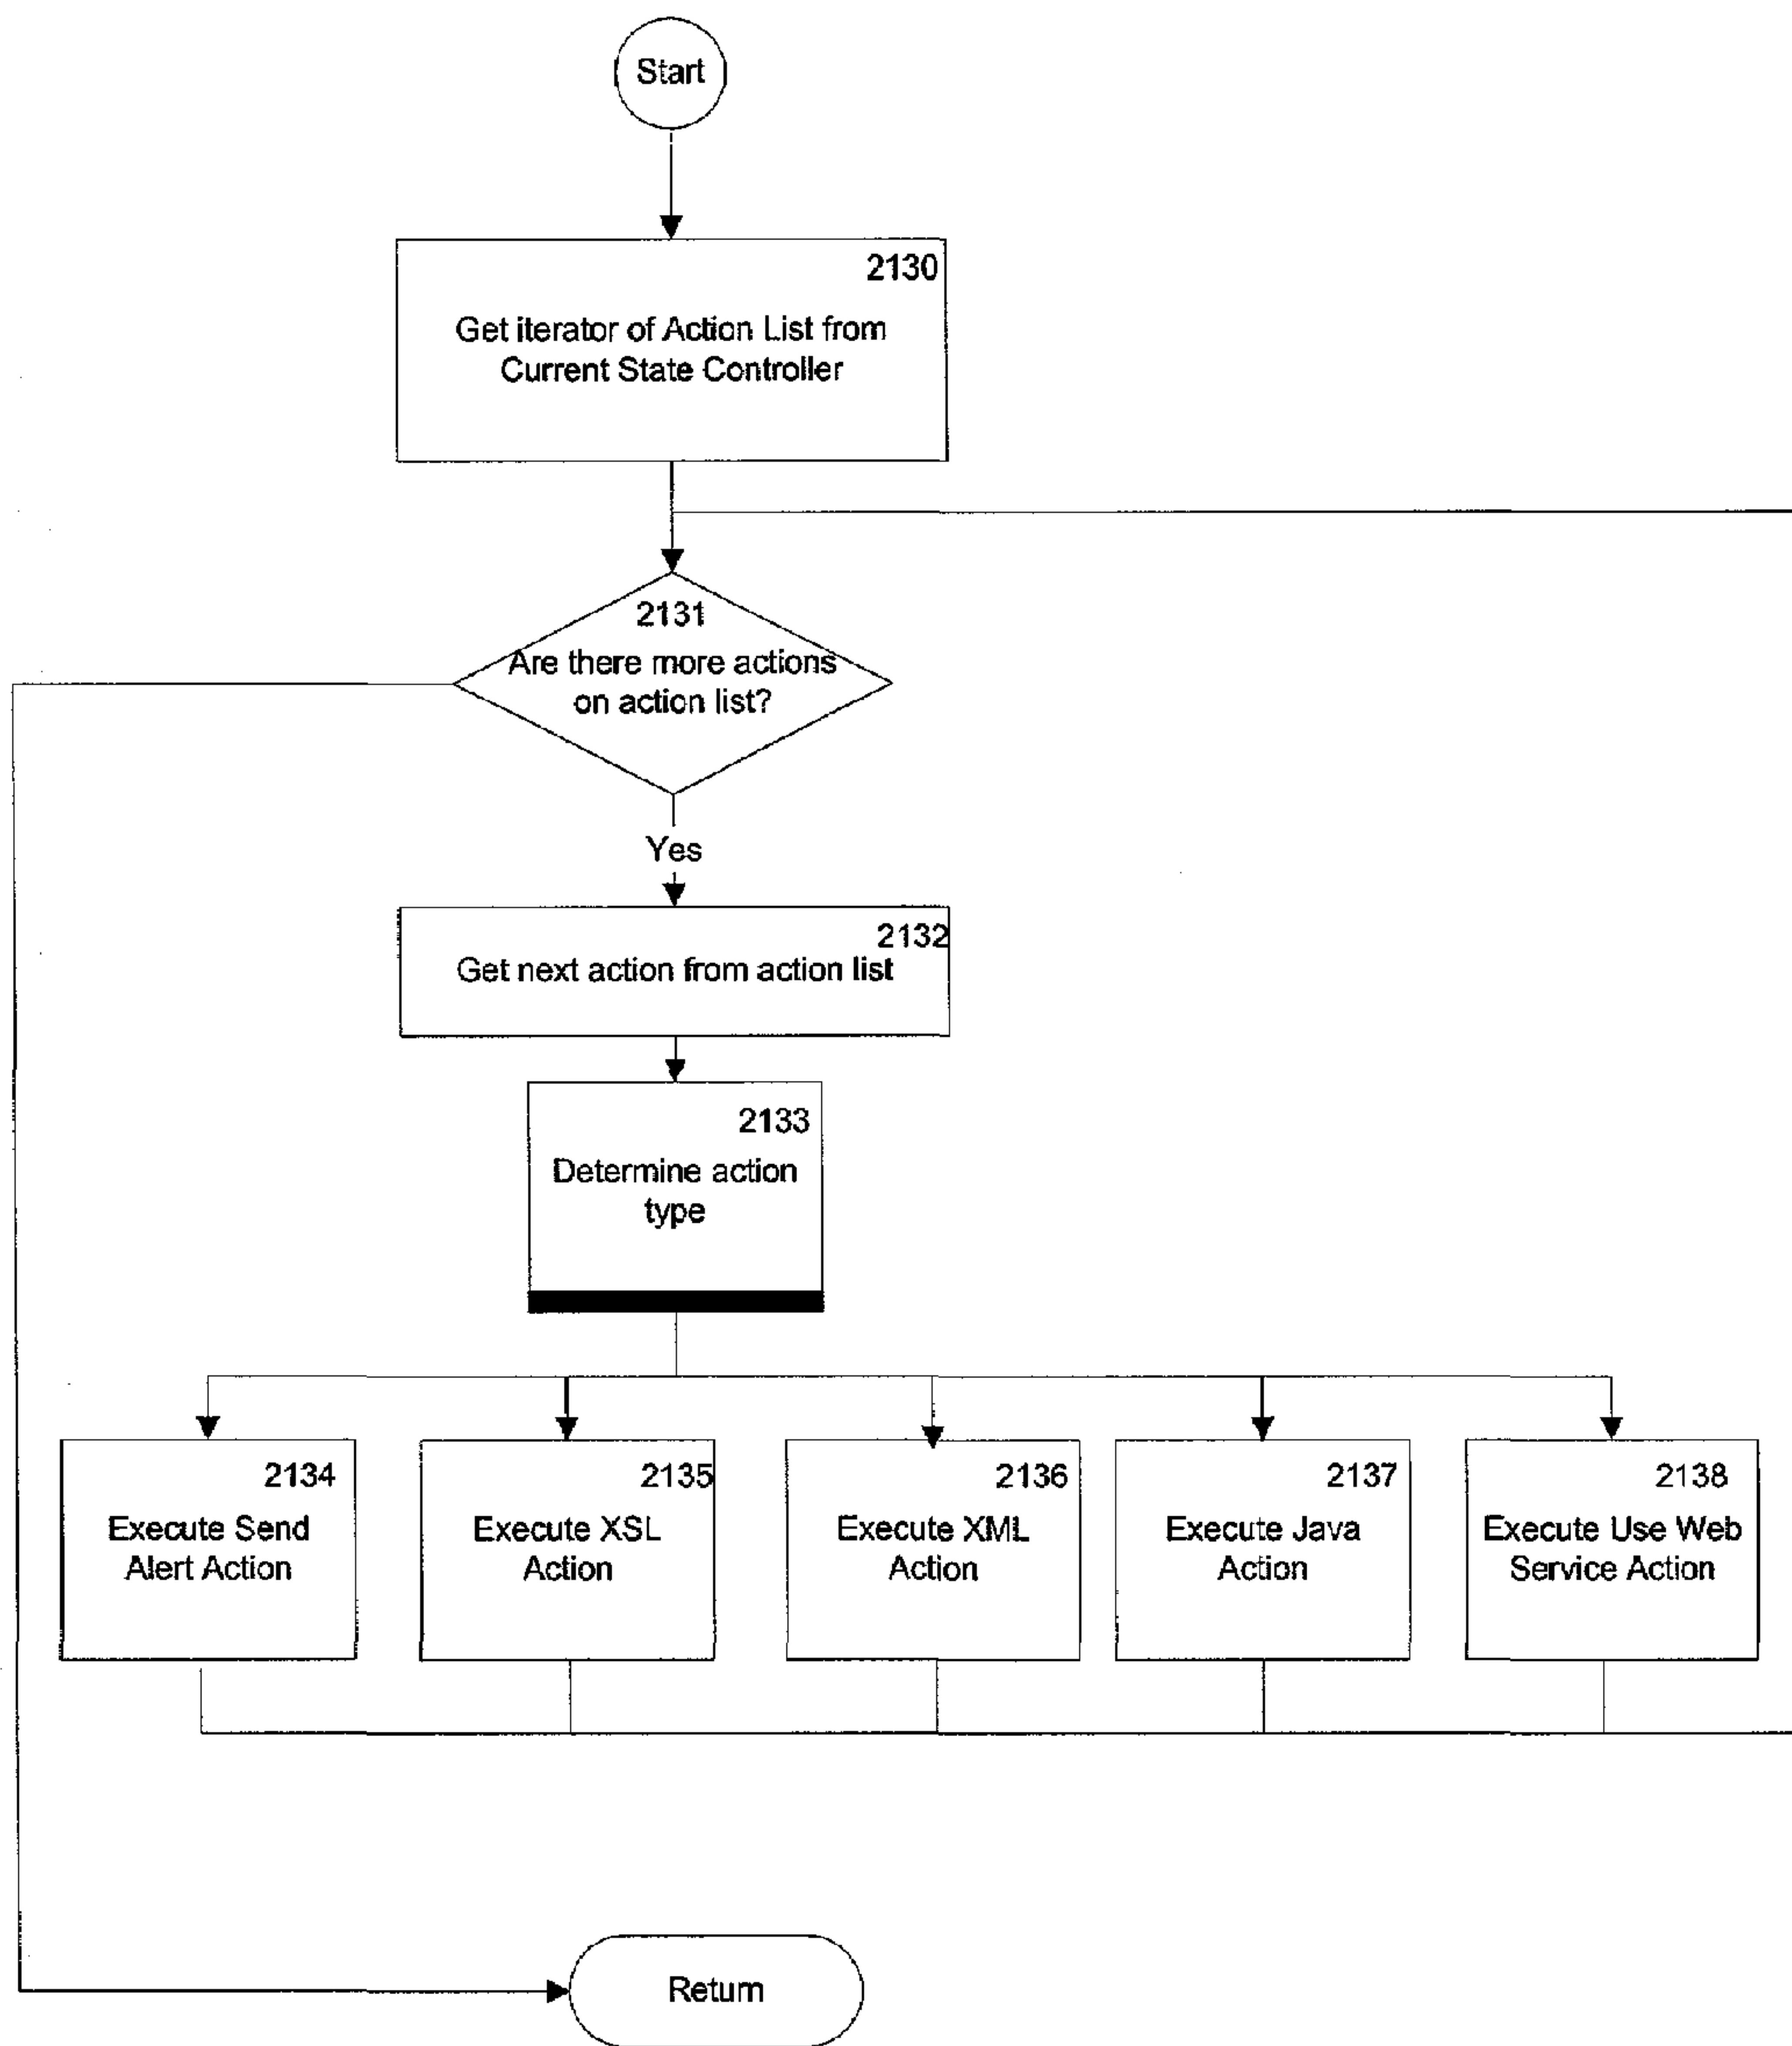 Start
2130
Get iterator of Action List from
Current State Controller
2131
Are there more actions
on action list?
Yes
2132
Get next action from action list
2133
Determine action
type
2134
Execute Send
Alert Action
2135
Execute XSL
Action
2136
Execute XML
Action
2137
Execute Java
Action
2138
Execute Use Web
Service Action
Return